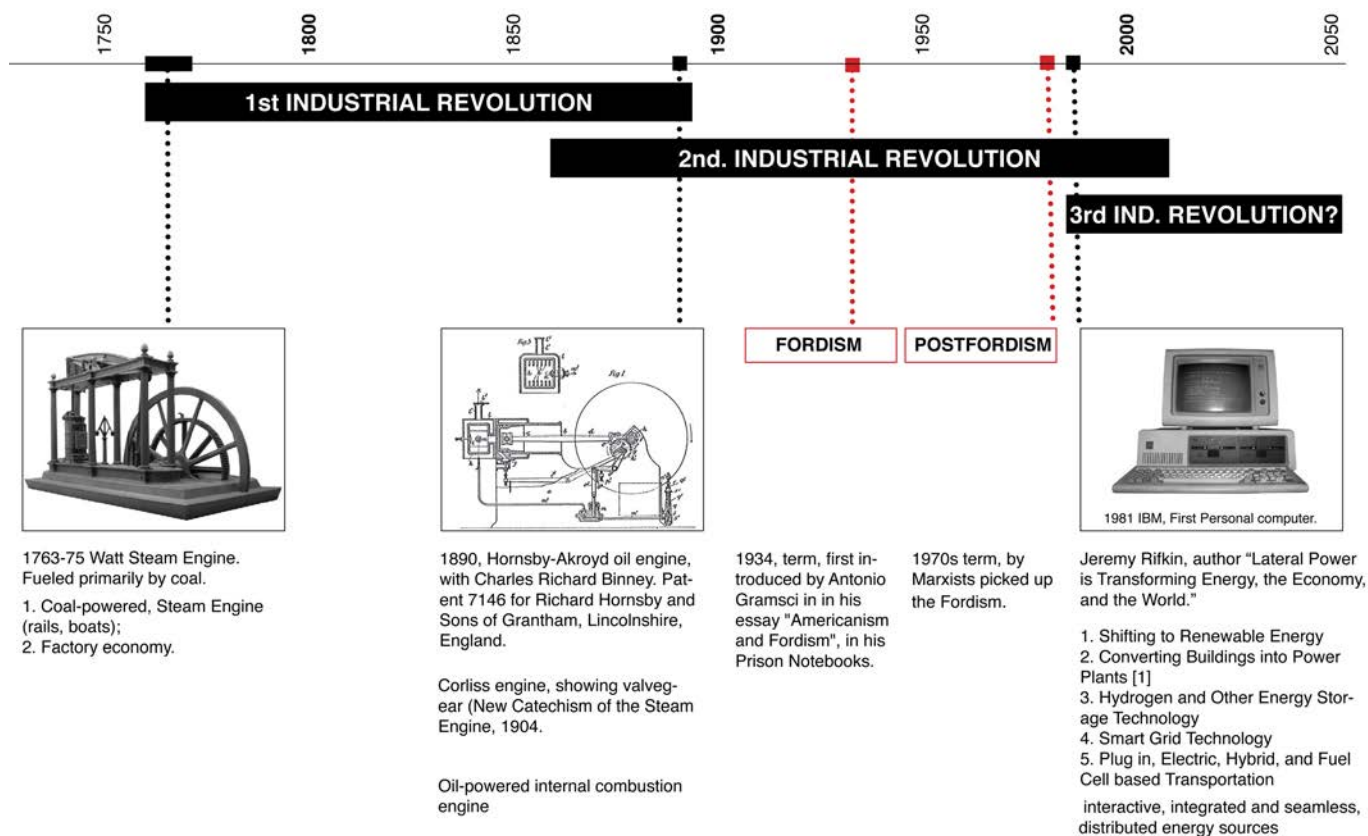 1750
1800
1850
1900
1950
2000
2050
1st INDUSTRIAL REVOLUTION
2nd. INDUSTRIAL REVOLUTION
3rd IND. REVOLUTION?
FORDISM
POSTFORDISM
Fig. 1.
1981 IBM, First Personal computer.
1763-75 Watt Steam Engine.
Fueled primarily by coal.
1. Coal-powered, Steam Engine
(rails, boats);
2. Factory economy.
1890, Hornsby-Akroyd oil engine,
with Charles Richard Binney. Pat-
ent 7146 for Richard Hornsby and
Sons of Grantham, Lincolnshire,
England.
Corliss engine, showing valveg-
ear (New Catechism of the Steam
Engine, 1904.
Oil-powered internal combustion
engine
1934, term, first in-
troduced by Antonio
Gramsci in in his
essay "Americanism
and Fordism", in his
Prison Notebooks.
1970s term, by
Marxists picked up
the Fordism.
Jeremy Rifkin, author “Lateral Power
is Transforming Energy, the Economy,
and the World.”
1. Shifting to Renewable Energy
2. Converting Buildings into Power
Plants [1]
3. Hydrogen and Other Energy Stor-
age Technology
4. Smart Grid Technology
5. Plug in, Electric, Hybrid, and Fuel
Cell based Transportation
interactive, integrated and seamless,
distributed energy sources